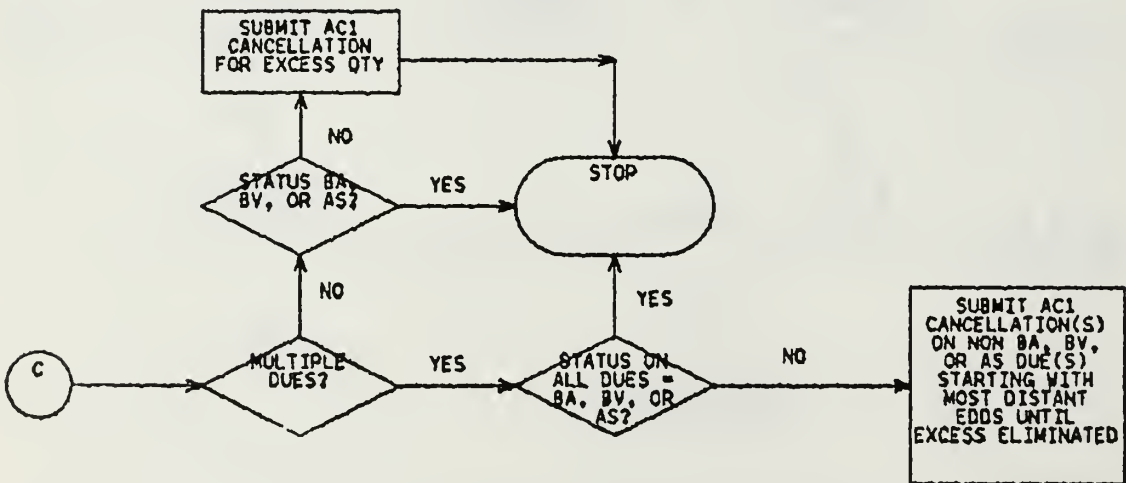 SUBMIT AC1
CANCELLATION
FOR EXCESS QTY
NO
STATUS BA,
BV, OR AS?
YES
STOP
NO
YES
C
MULTIPLE
DUES?
YES
STATUS ON
ALL DUES =
BA, BV, OR
AS?
NO
SUBMIT AC1
CANCELLATION(S)
ON NON BA, BV,
OR AS DUE(S)
STARTING WITH
MOST DISTANT
EDDS UNTIL
EXCESS ELIMINATED